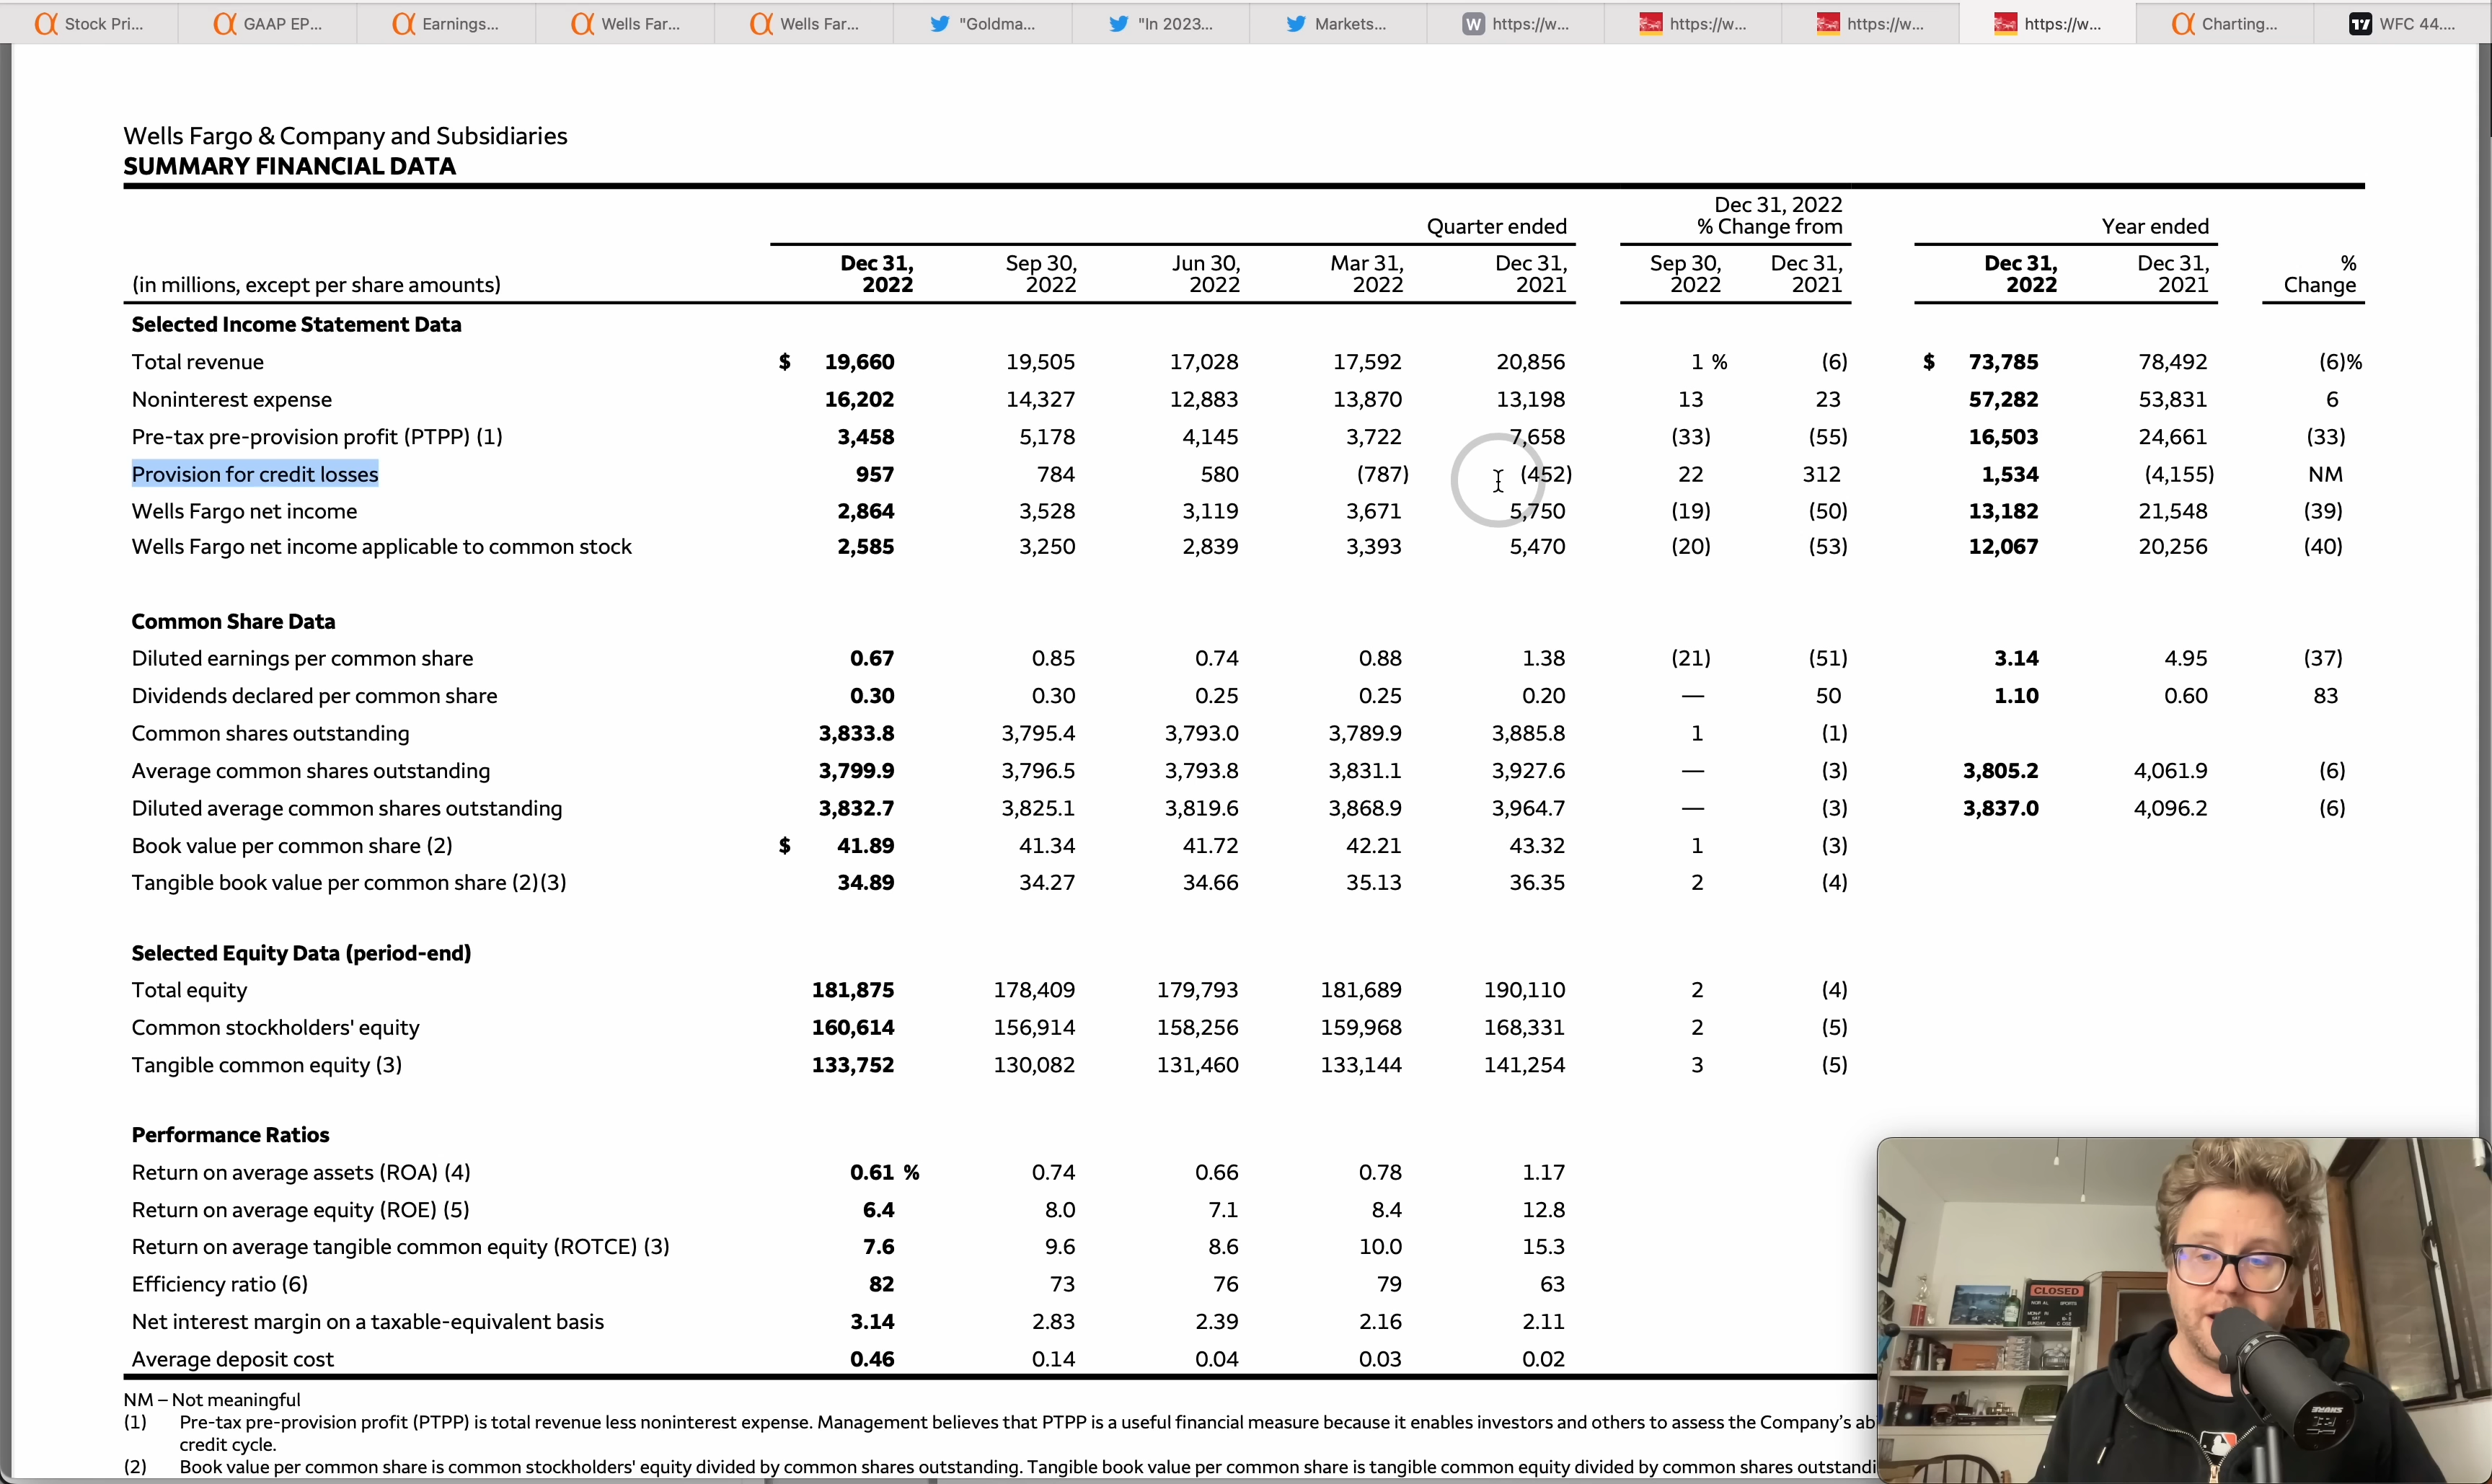 Stock Pri... GAAP EP... Earnings... Wells Far... Wells Far... "Goldma... "In 2023... Markets... W https://w... https://w... https://w... https://w... Charting... WFC 44....
Wells Fargo & Company and Subsidiaries
SUMMARY FINANCIAL DATA
Dec 31, 2022
Quarter ended % Change from Year ended
Dec 31, Sep 30, Jun 30, Mar 31, Dec 31, Sep 30, Dec 31, Dec 31, Dec 31, %
(in millions, except per share amounts) 2022 2022 2022 2022 2021 2022 2021 2022 2021 Change
Selected Income Statement Data
Total revenue $ 19,660 19,505 17,028 17,592 20,856 1 % (6) $ 73,785 78,492 (6)%
Noninterest expense 16,202 14,327 12,883 13,870 13,198 13 23 57,282 53,831 6
Pre-tax pre-provision profit (PTPP) (1) 3,458 5,178 4,145 3,722 7,658 (33) (55) 16,503 24,661 (33)
Provision for credit losses 957 784 580 (787) (452) 22 312 1,534 (4,155) NM
Wells Fargo net income 2,864 3,528 3,119 3,671 5,750 (19) (50) 13,182 21,548 (39)
Wells Fargo net income applicable to common stock 2,585 3,250 2,839 3,393 5,470 (20) (53) 12,067 20,256 (40)
Common Share Data
Diluted earnings per common share 0.67 0.85 0.74 0.88 1.38 (21) (51) 3.14 4.95 (37)
Dividends declared per common share 0.30 0.30 0.25 0.25 0.20 — 50 1.10 0.60 83
Common shares outstanding 3,833.8 3,795.4 3,793.0 3,789.9 3,885.8 1 (1)
Average common shares outstanding 3,799.9 3,796.5 3,793.8 3,831.1 3,927.6 — (3) 3,805.2 4,061.9 (6)
Diluted average common shares outstanding 3,832.7 3,825.1 3,819.6 3,868.9 3,964.7 — (3) 3,837.0 4,096.2 (6)
Book value per common share (2) $ 41.89 41.34 41.72 42.21 43.32 1 (3)
Tangible book value per common share (2)(3) 34.89 34.27 34.66 35.13 36.35 2 (4)
Selected Equity Data (period-end)
Total equity 181,875 178,409 179,793 181,689 190,110 2 (4)
Common stockholders' equity 160,614 156,914 158,256 159,968 168,331 2 (5)
Tangible common equity (3) 133,752 130,082 131,460 133,144 141,254 3 (5)
Performance Ratios
Return on average assets (ROA) (4) 0.61 % 0.74 0.66 0.78 1.17
Return on average equity (ROE) (5) 6.4 8.0 7.1 8.4 12.8
Return on average tangible common equity (ROTCE) (3) 7.6 9.6 8.6 10.0 15.3
Efficiency ratio (6) 82 73 76 79 63
Net interest margin on a taxable-equivalent basis 3.14 2.83 2.39 2.16 2.11
Average deposit cost 0.46 0.14 0.04 0.03 0.02
NM – Not meaningful
(1) Pre-tax pre-provision profit (PTPP) is total revenue less noninterest expense. Management believes that PTPP is a useful financial measure because it enables investors and others to assess the Company's ab
credit cycle.
(2) Book value per common share is common stockholders' equity divided by common shares outstanding. Tangible book value per common share is tangible common equity divided by common shares outstandi
CLOSED
SHURE